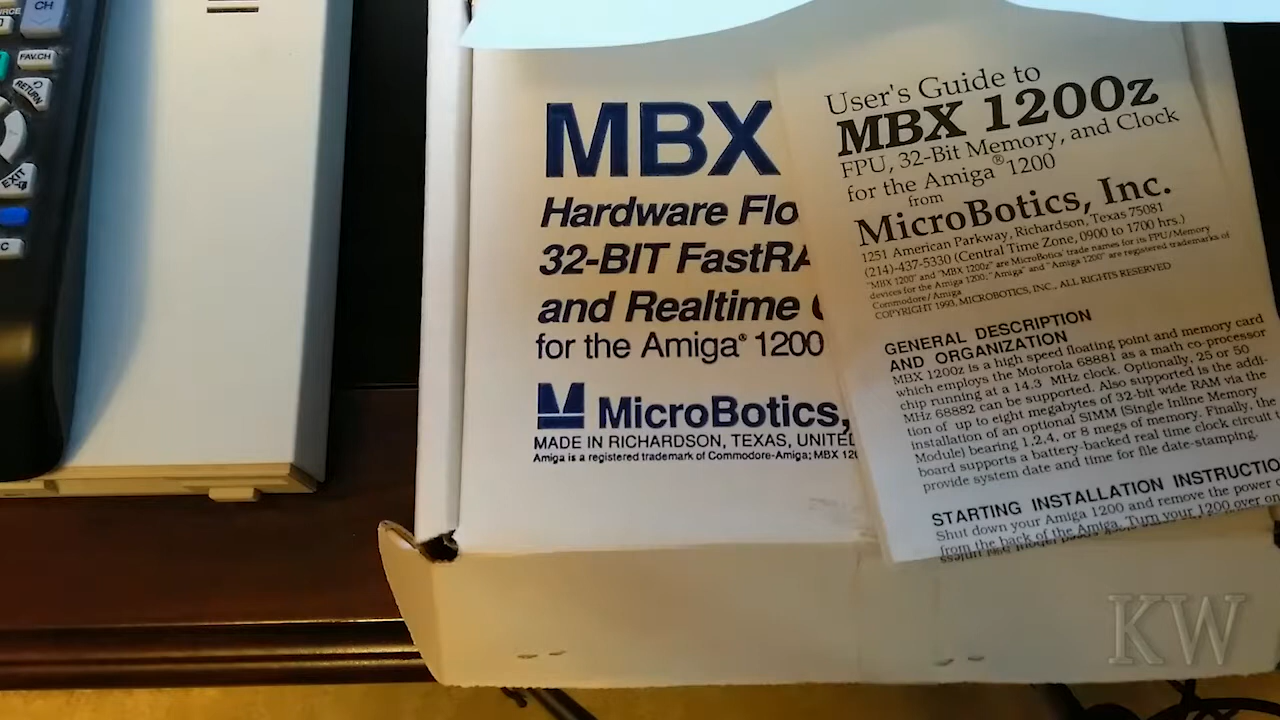 CH
FAV.CH
RETURN
EXIT
C
MBX
Hardware Flo
32-BIT FastRA
and Realtime
for the Amiga® 1200
MicroBotics,
MADE IN RICHARDSON, TEXAS, UNITED
Amiga is a registered trademark of Commodore-Amiga; MBX 120
User's Guide to
MBX 1200z
FPU, 32-Bit Memory, and Clock
for the Amiga® 1200
from
MicroBotics, Inc.
1251 American Parkway, Richardson, Texas 75081
(214)-437-5330 (Central Time Zone, 0900 to 1700 hrs.)
"MBX 1200" and "MBX 1200z" are MicroBotics' trade names for its FPU/Memory
devices for the Amiga 1200; "Amiga" and "Amiga 1200" are registered trademarks of
Commodore/Amiga
COPYRIGHT 1993, MICROBOTICS, INC., ALL RIGHTS RESERVED
GENERAL DESCRIPTION
AND ORGANIZATION
MBX 1200z is a high speed floating point and memory card
which employs the Motorola 68881 as a math co-processor
chip running at a 14.3 MHz clock. Optionally, 25 or 50
MHz 68882 can be supported. Also supported is the addi-
tion of up to eight megabytes of 32-bit wide RAM via the
installation of an optional SIMM (Single Inline Memory
Module) bearing 1,2,4, or 8 megs of memory. Finally, the
board supports a battery-backed real time clock circuit
provide system date and time for file date-stamping.
STARTING INSTALLATION INSTRUCTIO
Shut down your Amiga 1200 and remove the power
from the back of the Amiga. Turn your 1200 over on
KW